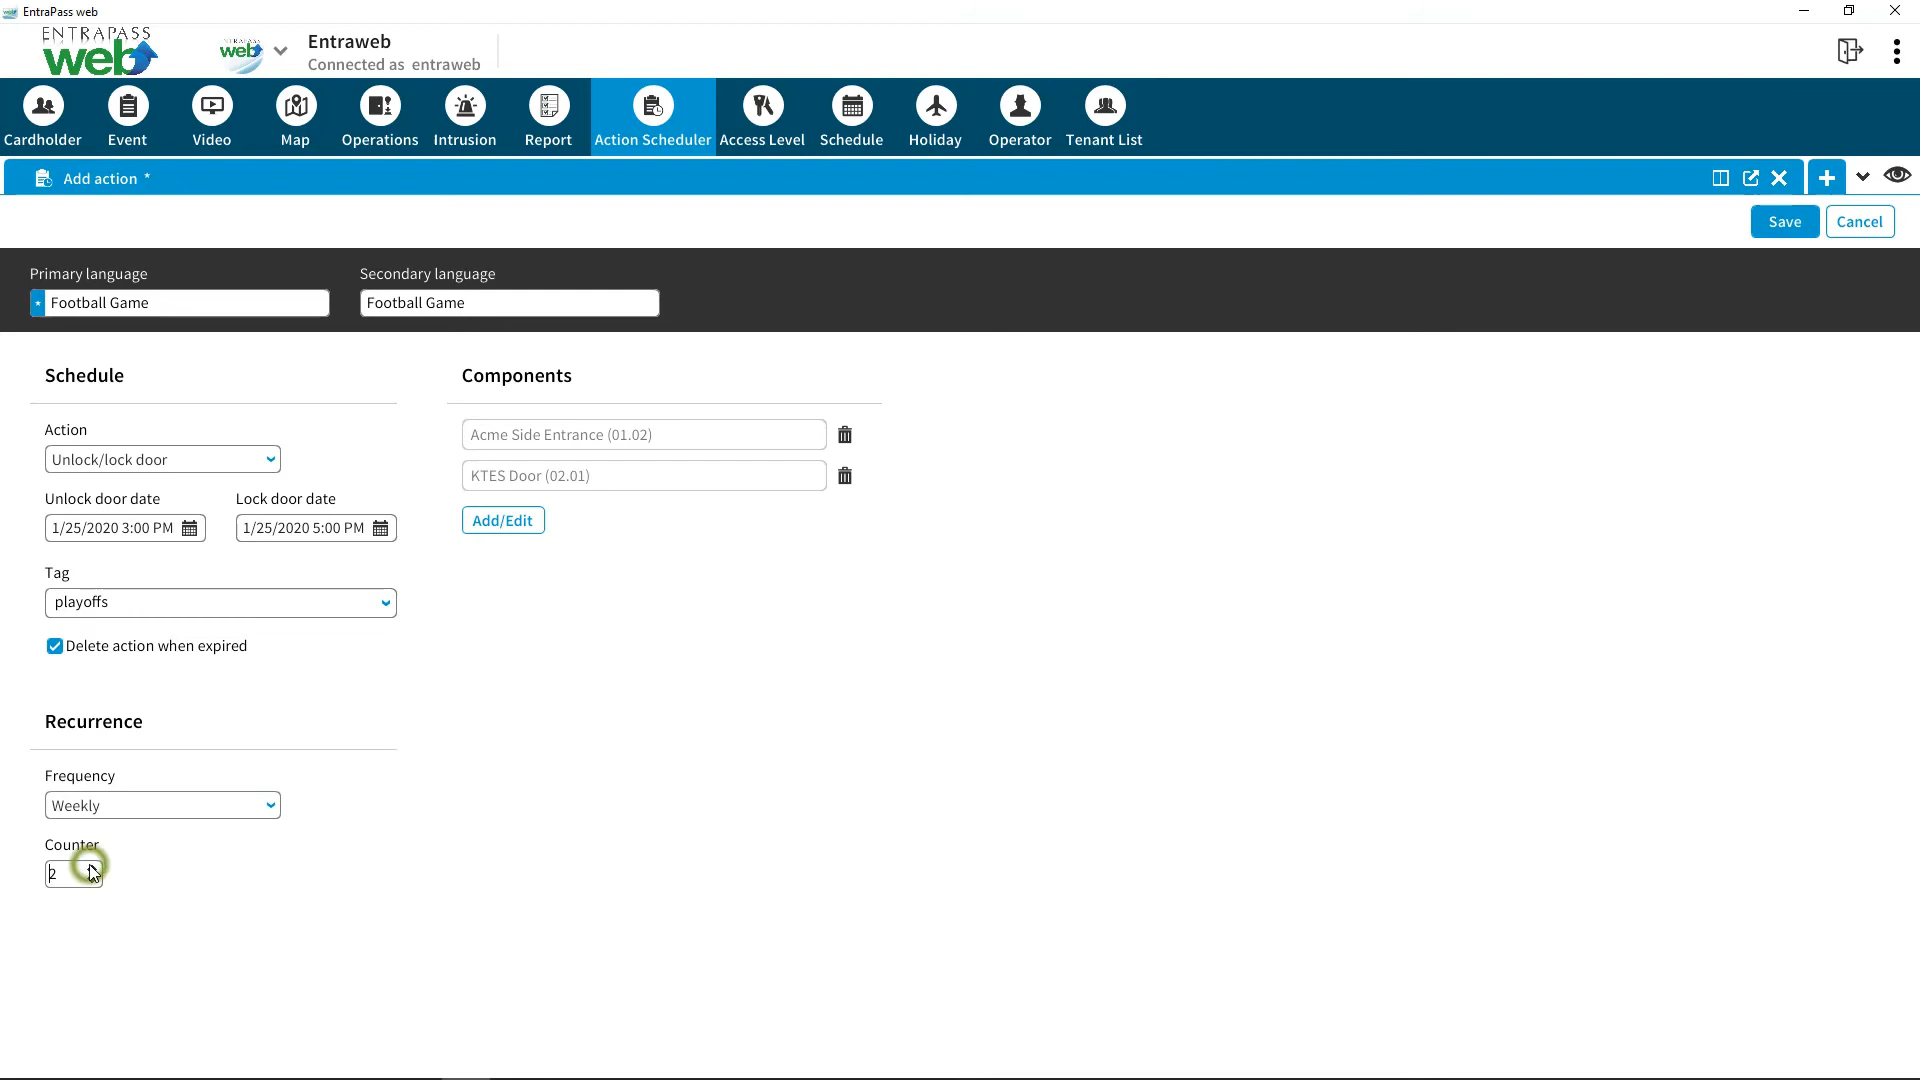 EntraPass web
ENTRAPASS
web
web
Entraweb
Connected as entraweb
Cardholder
Event
Video
Map
Operations
Intrusion
Report
Action Scheduler
Access Level
Schedule
Holiday
Operator
Tenant List
Add action *
Save
Cancel
Primary language
Secondary language
* Football Game
Football Game
Schedule
Components
Action
Acme Side Entrance (01.02)
Unlock/lock door
KTES Door (02.01)
Unlock door date
Lock door date
Add/Edit
1/25/2020 3:00 PM
1/25/2020 5:00 PM
Tag
playoffs
Delete action when expired
Recurrence
Frequency
Weekly
Counter
2